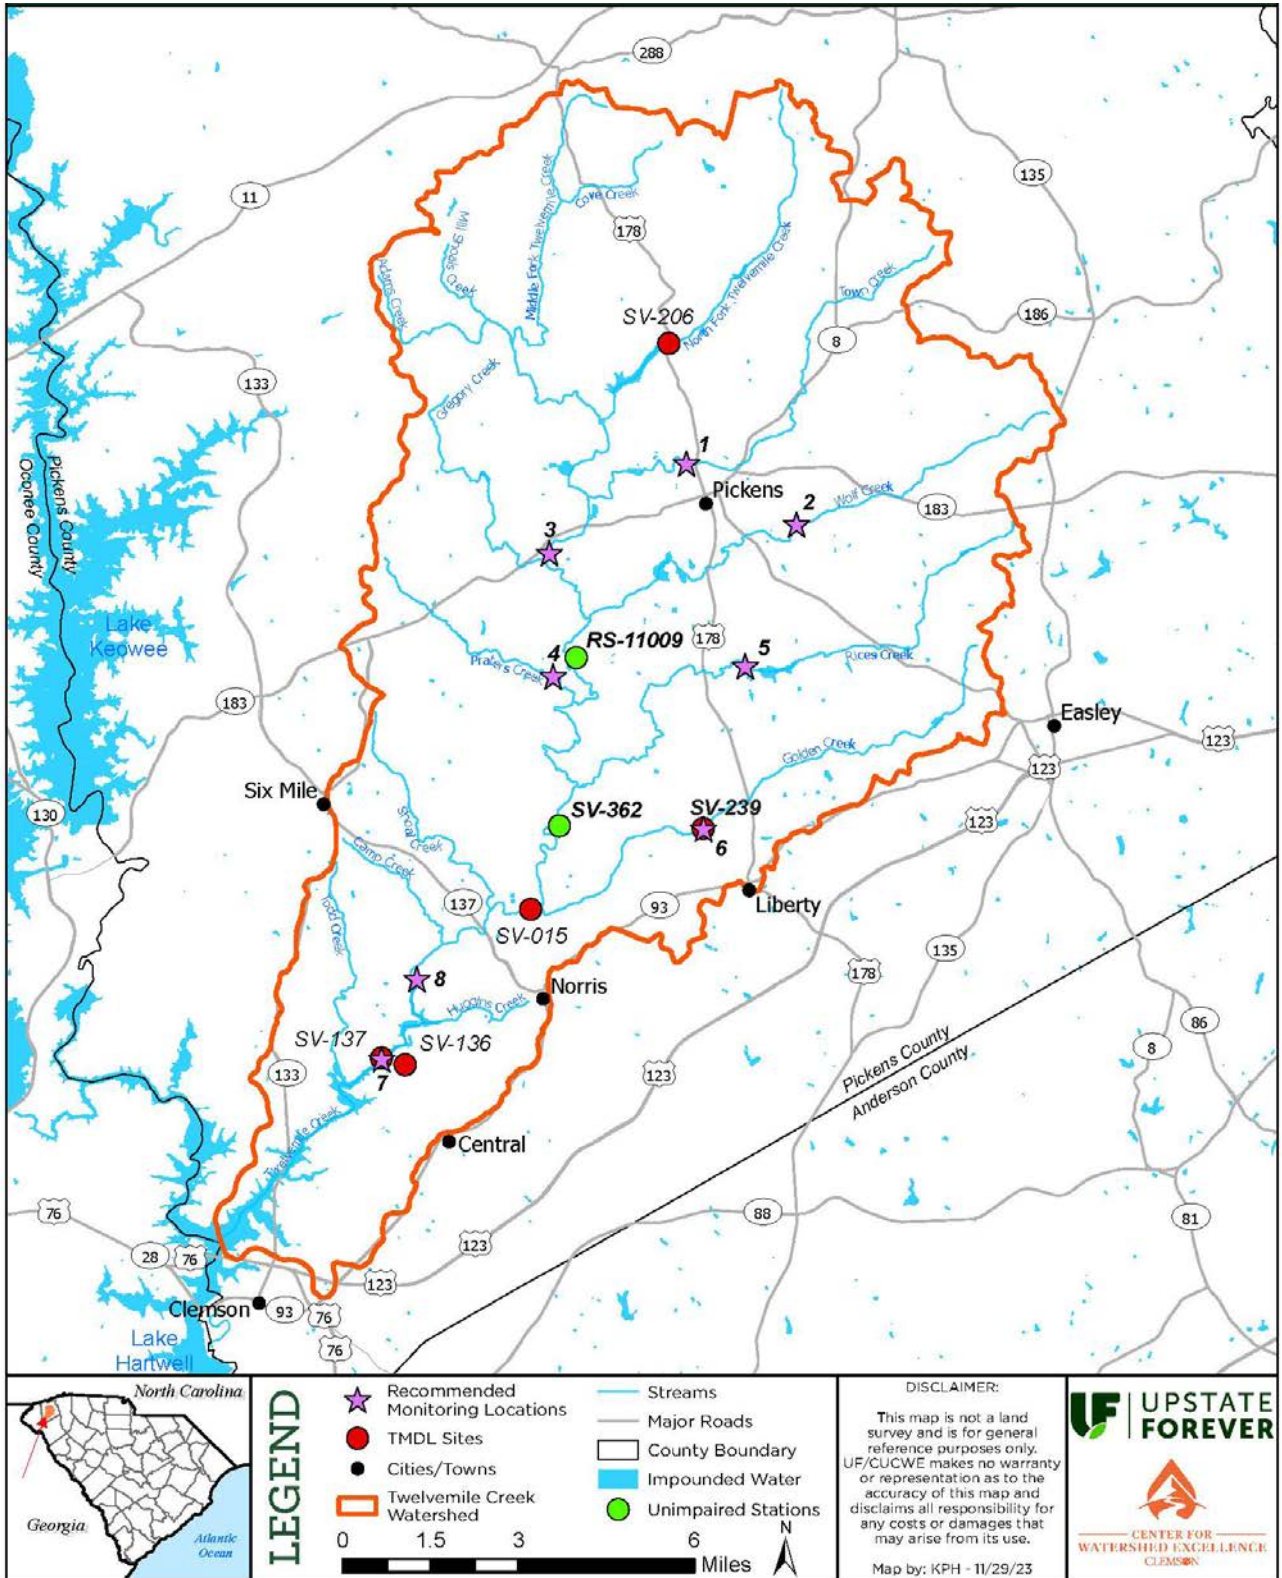 288
11
135
Middle Fork Twelvemile Creek
Cove Creek
Mill Shoals
Creek
178
North Fork Twelvemile Creek
Adams Creek
Town Creek
SV-206
186
8
133
Gregory Creek
1
Pickens
2
Wolf Creek
183
3
Pickens County
Oconee County
Lake
Keowee
RS-11009
178
4
5
Praters Creek
Rices Creek
183
Easley
123
Golden Creek
123
Six Mile
130
SV-362
SV-239
6
123
Shoal Creek
Camp Creek
137
93
Liberty
Todd Creek
SV-015
135
178
8
Norris
Huggins Creek
86
SV-137
SV-136
7
133
123
8
Pickens County
Anderson County
Twelvemile Creek
Central
76
88
81
28
76
123
123
Clemson
93
76
76
Lake
Hartwell
North Carolina
Georgia
Atlantic
Ocean
LEGEND
Recommended
Monitoring Locations
TMDL Sites
Cities/Towns
Twelvemile Creek
Watershed
Streams
Major Roads
County Boundary
Impounded Water
Unimpaired Stations
0 1.5 3 6
Miles
N
DISCLAIMER:
This map is not a land
survey and is for general
reference purposes only.
UF/CUCWE makes no warranty
or representation as to the
accuracy of this map and
disclaims all responsibility for
any costs or damages that
may arise from its use.
Map by: KPH - 11/29/23
UF
UPSTATE
FOREVER
CENTER FOR
WATERSHED EXCELLENCE
CLEMSON